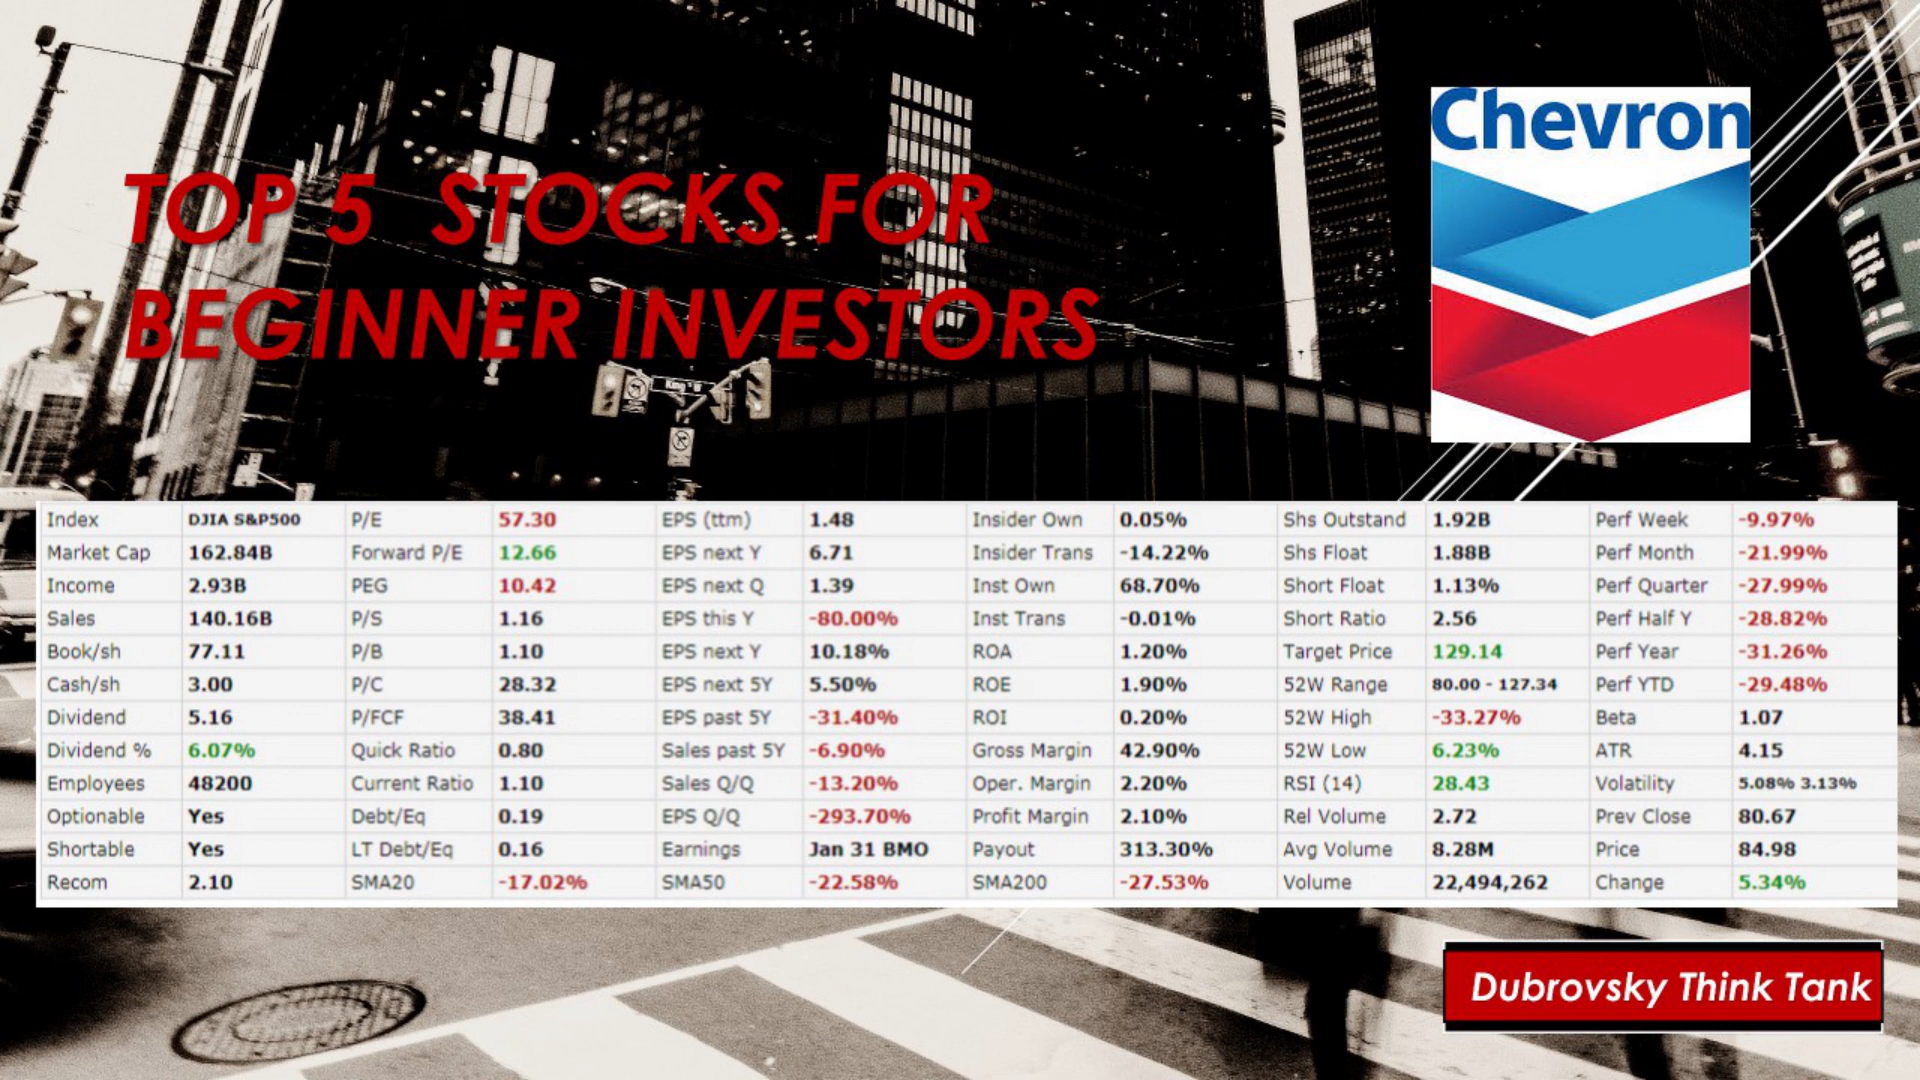 Chevron
TOP 5 STOCKS FOR
BEGINNER INVESTORS
King St W
Index DJIA S&P500 P/E 57.30 EPS (ttm) 1.48 Insider Own 0.05% Shs Outstand 1.92B Perf Week -9.97%
Market Cap 162.84B Forward P/E 12.66 EPS next Y 6.71 Insider Trans -14.22% Shs Float 1.88B Perf Month -21.99%
Income 2.93B PEG 10.42 EPS next Q 1.39 Inst Own 68.70% Short Float 1.13% Perf Quarter -27.99%
Sales 140.16B P/S 1.16 EPS this Y -80.00% Inst Trans -0.01% Short Ratio 2.56 Perf Half Y -28.82%
Book/sh 77.11 P/B 1.10 EPS next Y 10.18% ROA 1.20% Target Price 129.14 Perf Year -31.26%
Cash/sh 3.00 P/C 28.32 EPS next 5Y 5.50% ROE 1.90% 52W Range 80.00 - 127.34 Perf YTD -29.48%
Dividend 5.16 P/FCF 38.41 EPS past 5Y -31.40% ROI 0.20% 52W High -33.27% Beta 1.07
Dividend % 6.07% Quick Ratio 0.80 Sales past 5Y -6.90% Gross Margin 42.90% 52W Low 6.23% ATR 4.15
Employees 48200 Current Ratio 1.10 Sales Q/Q -13.20% Oper. Margin 2.20% RSI (14) 28.43 Volatility 5.08% 3.13%
Optionable Yes Debt/Eq 0.19 EPS Q/Q -293.70% Profit Margin 2.10% Rel Volume 2.72 Prev Close 80.67
Shortable Yes LT Debt/Eq 0.16 Earnings Jan 31 BMO Payout 313.30% Avg Volume 8.28M Price 84.98
Recom 2.10 SMA20 -17.02% SMA50 -22.58% SMA200 -27.53% Volume 22,494,262 Change 5.34%
Dubrovsky Think Tank